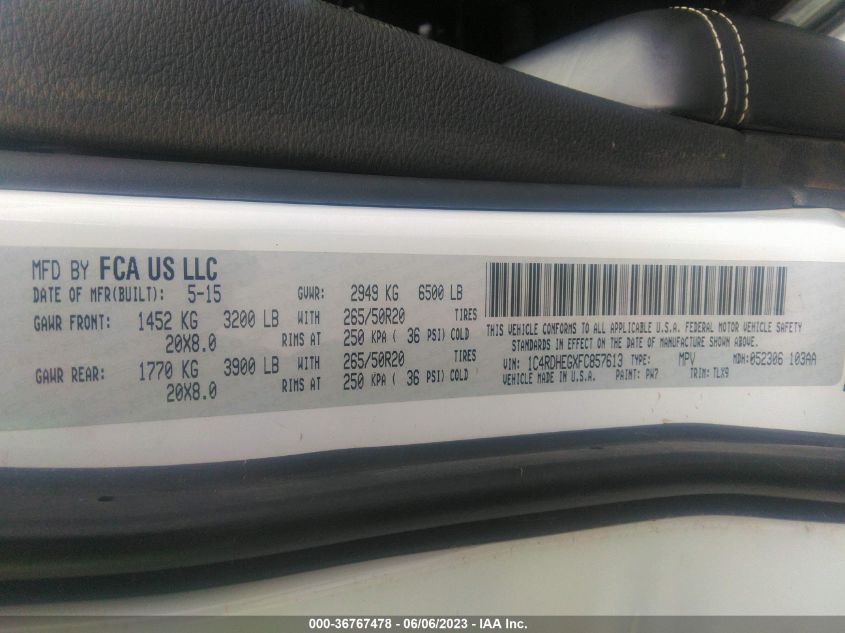 MFD BY FCA US LLC
DATE OF MFR(BUILT): 5-15 GVWR: 2949 KG 6500 LB
GAWR FRONT: 1452 KG 3200 LB WITH 265/50R20 TIRES
20X8.0 RIMS AT 250 KPA ( 36 PSI) COLD
GAWR REAR: 1770 KG 3900 LB WITH 265/50R20 TIRES
20X8.0 RIMS AT 250 KPA ( 36 PSI) COLD
THIS VEHICLE CONFORMS TO ALL APPLICABLE U.S.A. FEDERAL MOTOR VEHICLE SAFETY
STANDARDS IN EFFECT ON THE DATE OF MANUFACTURE SHOWN ABOVE.
VIN: 1C4RDHEGXFC857613 TYPE: MPV MDH:052306 103AA
VEHICLE MADE IN U.S.A. PAINT: PW7 TRIM: TLX9
000-36767478 - 06/06/2023 - IAA Inc.